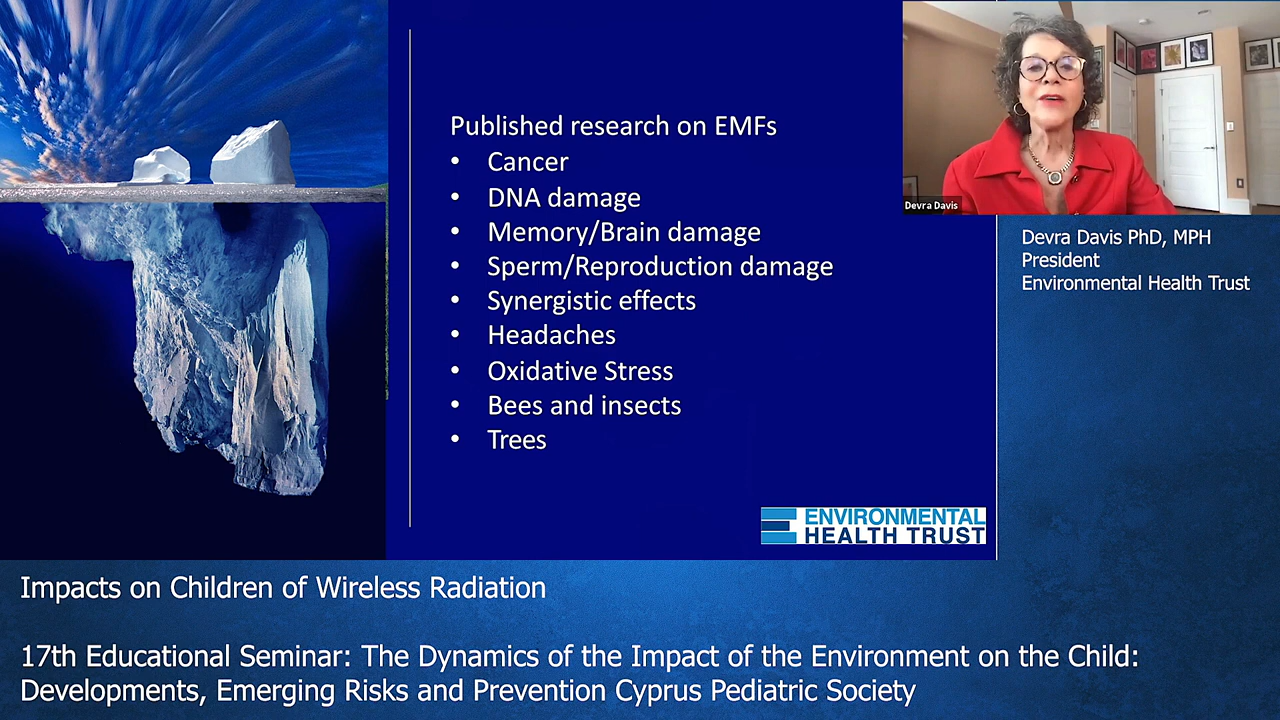 Published research on EMFs
• Cancer
• DNA damage
• Memory/Brain damage
• Sperm/Reproduction damage
• Synergistic effects
• Headaches
• Oxidative Stress
• Bees and insects
• Trees
ENVIRONMENTAL
HEALTH TRUST
Devra Davis
Devra Davis PhD, MPH
President
Environmental Health Trust
Impacts on Children of Wireless Radiation
17th Educational Seminar: The Dynamics of the Impact of the Environment on the Child:
Developments, Emerging Risks and Prevention Cyprus Pediatric Society